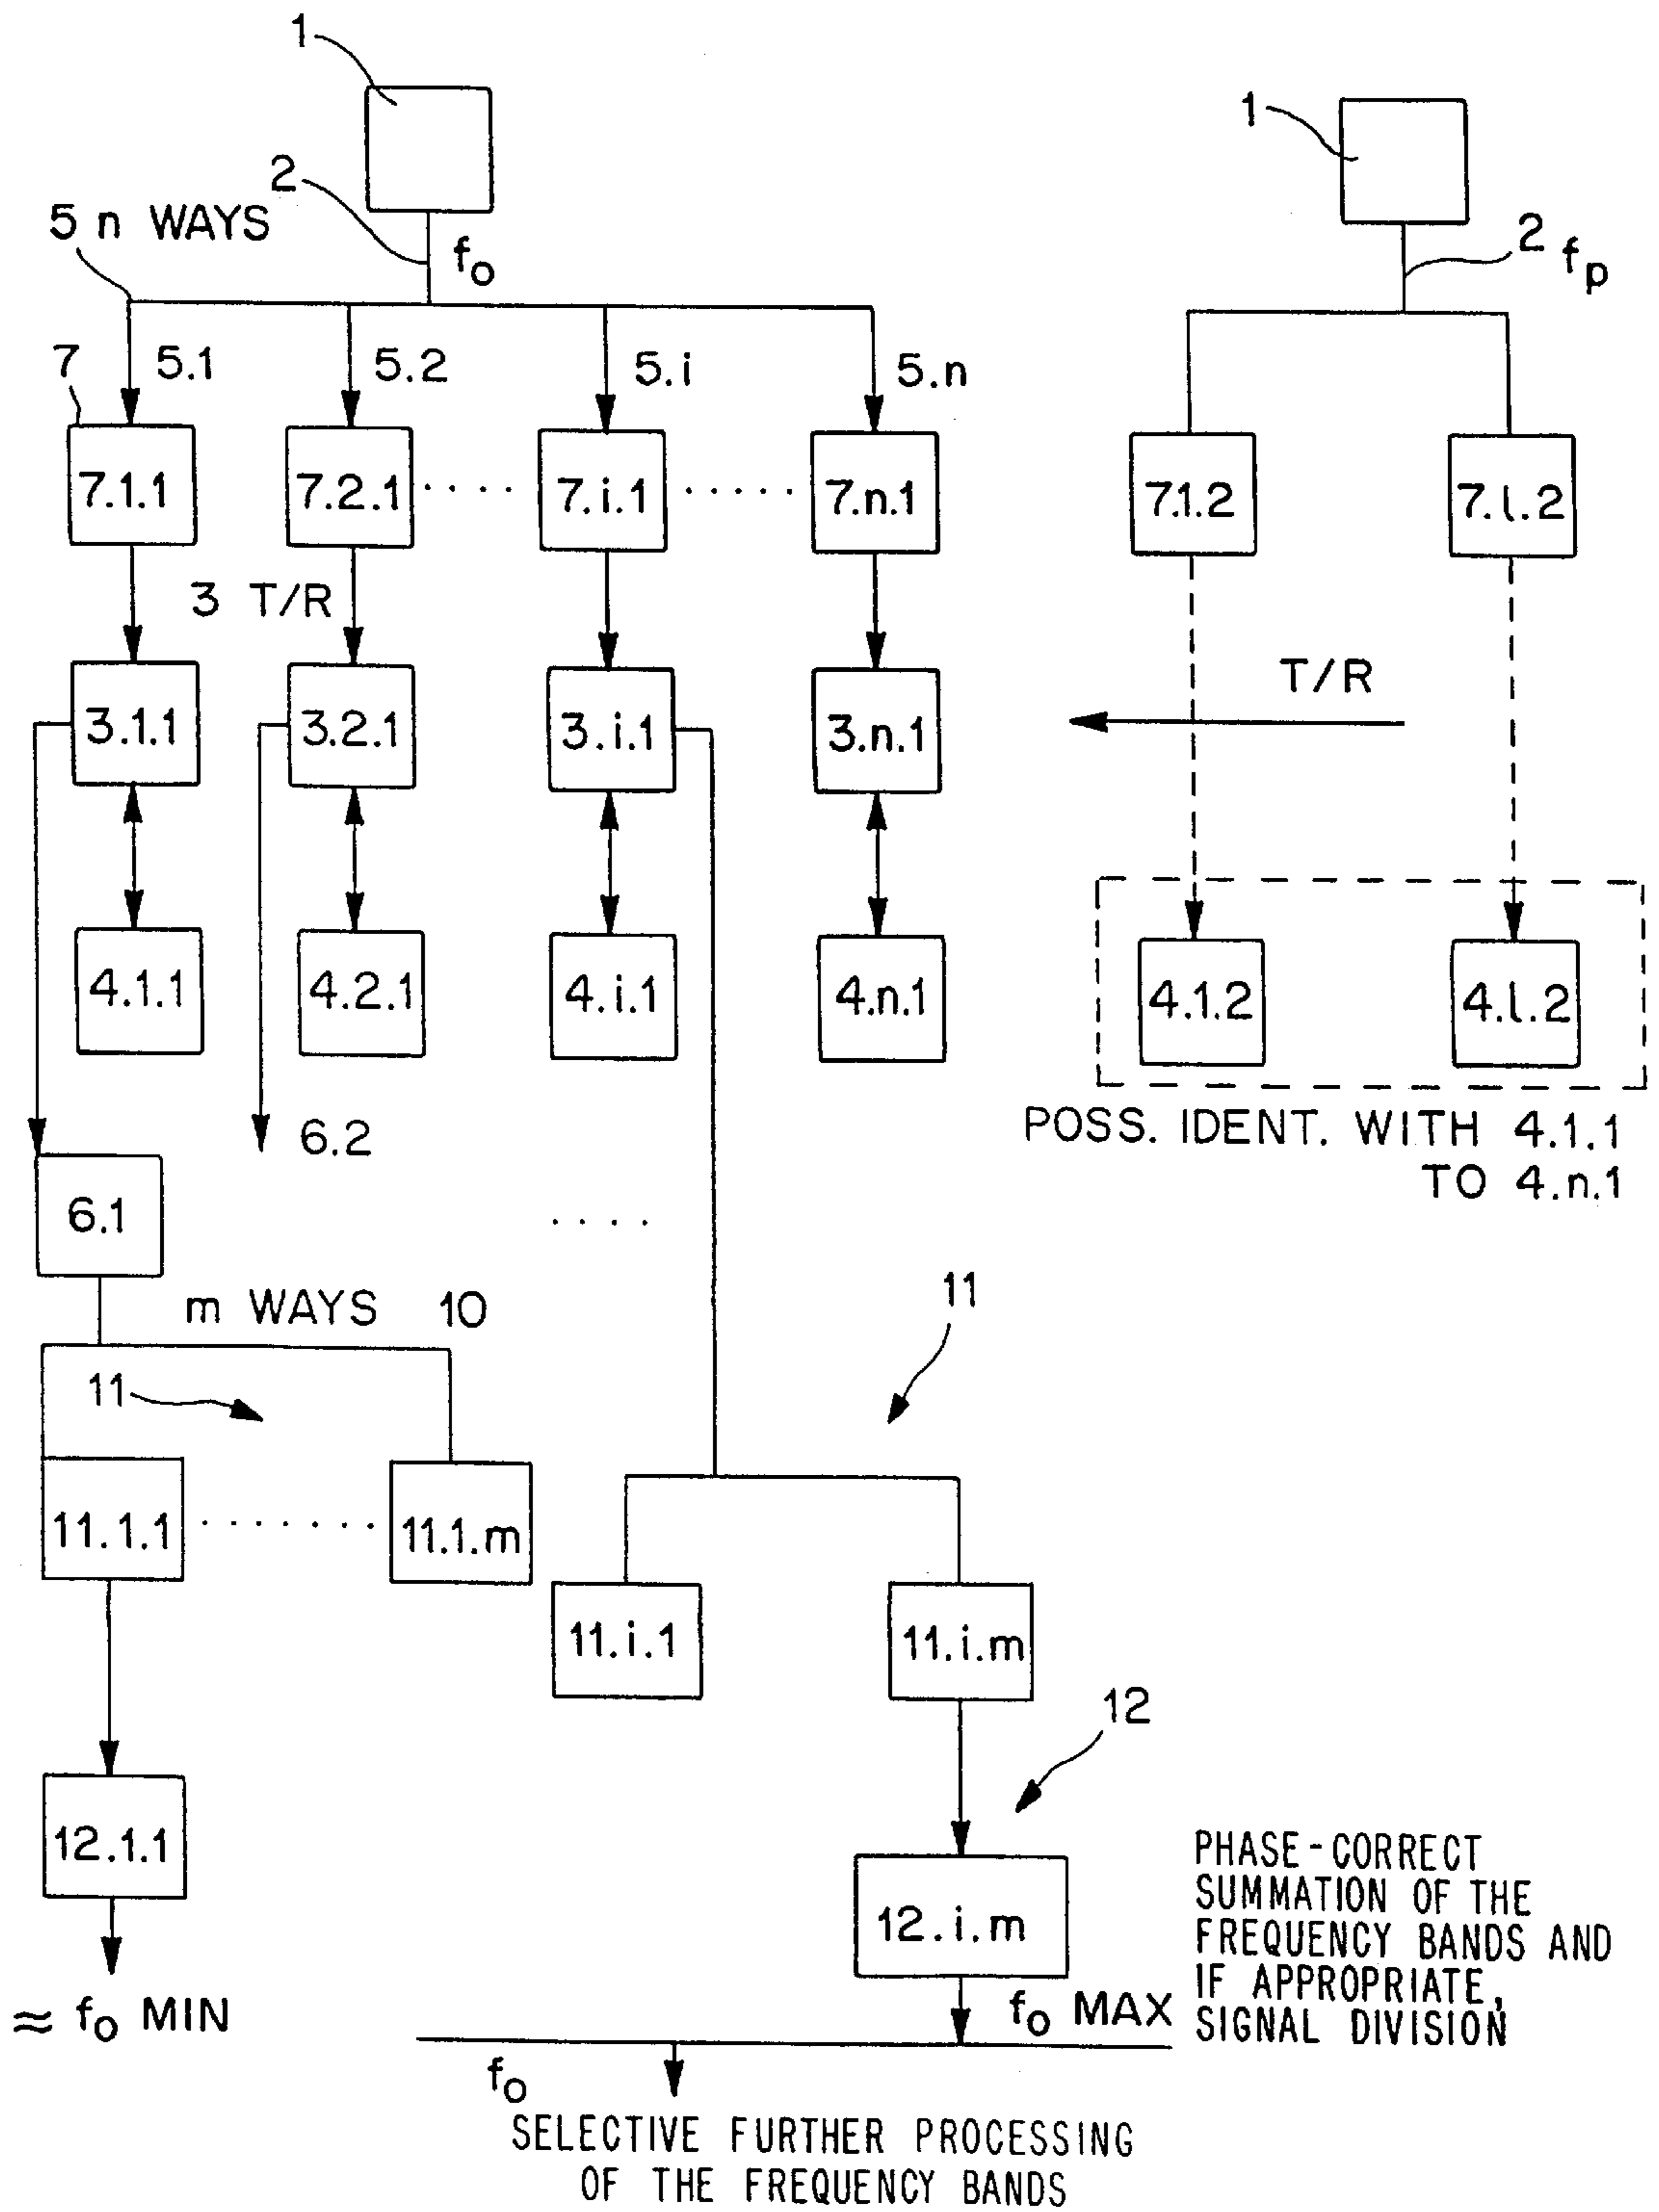 1
1
2
5 n WAYS
f₀
2 fₚ
7
5.1
5.2
5.i
5.n
7.1.1
7.2.1
7.i.1
7.n.1
7.1.2
7.l.2
3 T/R
T/R
3.1.1
3.2.1
3.i.1
3.n.1
4.1.1
4.2.1
4.i.1
4.n.1
4.1.2
4.l.2
POSS. IDENT. WITH 4.1.1
TO 4.n.1
6.2
6.1
m WAYS 10
11
11
11.1.1
11.1.m
11.i.1
11.i.m
12
12.1.1
12.i.m
PHASE-CORRECT
SUMMATION OF THE
FREQUENCY BANDS AND
IF APPROPRIATE,
SIGNAL DIVISION
≈ f₀ MIN
f₀ MAX
f₀
SELECTIVE FURTHER PROCESSING
OF THE FREQUENCY BANDS